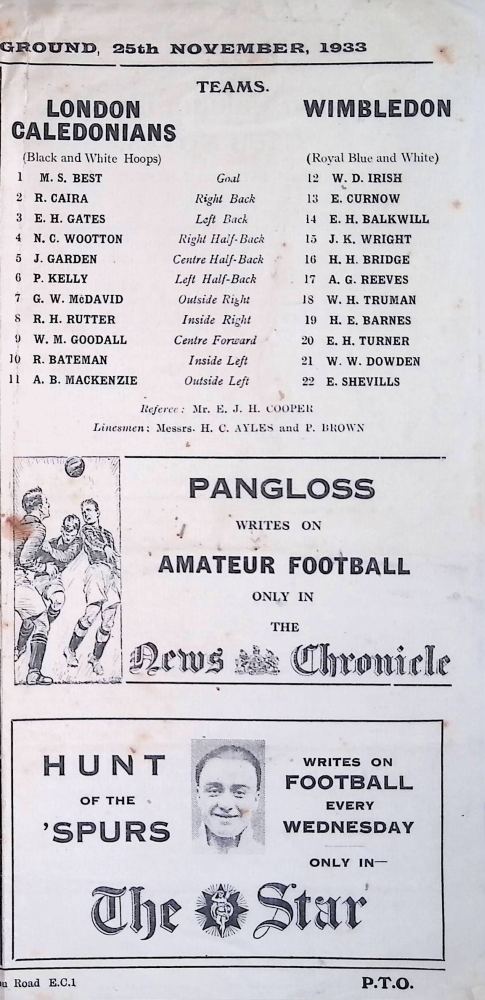 GROUND, 25th NOVEMBER, 1933
TEAMS.
LONDON CALEDONIANS WIMBLEDON
(Black and White Hoops) (Royal Blue and White)
1 M. S. BEST Goal 12 W. D. IRISH
2 R. CAIRA Right Back 13 E. CURNOW
3 E. H. GATES Left Back 14 E. H. BALKWILL
4 N. C. WOOTTON Right Half-Back 15 J. K. WRIGHT
5 J. GARDEN Centre Half-Back 16 H. H. BRIDGE
6 P. KELLY Left Half-Back 17 A. G. REEVES
7 G. W. McDAVID Outside Right 18 W. H. TRUMAN
8 R. H. RUTTER Inside Right 19 H. E. BARNES
9 W. M. GOODALL Centre Forward 20 E. H. TURNER
10 R. BATEMAN Inside Left 21 W. W. DOWDEN
11 A. B. MACKENZIE Outside Left 22 E. SHEVILLS
Referee: Mr. E. J. H. COOPER
Linesmen: Messrs. H. C. AYLES and P. BROWN
PANGLOSS
WRITES ON
AMATEUR FOOTBALL
ONLY IN
THE
News Chronicle
HUNT
OF THE
'SPURS
WRITES ON
FOOTBALL
EVERY
WEDNESDAY
ONLY IN—
The Star
Road E.C.1 P.T.O.